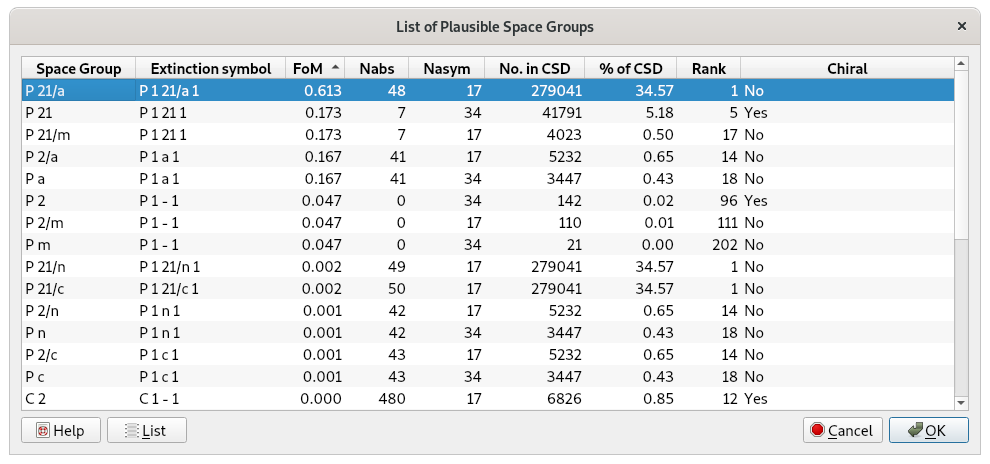 List of Plausible Space Groups ×
Space Group Extinction symbol FoM Nabs Nasym No. in CSD % of CSD Rank Chiral
P 21/a P 1 21/a 1 0.613 48 17 279041 34.57 1 No
P 21 P 1 21 1 0.173 7 34 41791 5.18 5 Yes
P 21/m P 1 21 1 0.173 7 17 4023 0.50 17 No
P 2/a P 1 a 1 0.167 41 17 5232 0.65 14 No
P a P 1 a 1 0.167 41 34 3447 0.43 18 No
P 2 P 1 - 1 0.047 0 34 142 0.02 96 Yes
P 2/m P 1 - 1 0.047 0 17 110 0.01 111 No
P m P 1 - 1 0.047 0 34 21 0.00 202 No
P 21/n P 1 21/n 1 0.002 49 17 279041 34.57 1 No
P 21/c P 1 21/c 1 0.002 50 17 279041 34.57 1 No
P 2/n P 1 n 1 0.001 42 17 5232 0.65 14 No
P n P 1 n 1 0.001 42 34 3447 0.43 18 No
P 2/c P 1 c 1 0.001 43 17 5232 0.65 14 No
P c P 1 c 1 0.001 43 34 3447 0.43 18 No
C 2 C 1 - 1 0.000 480 17 6826 0.85 12 Yes
Help List Cancel OK